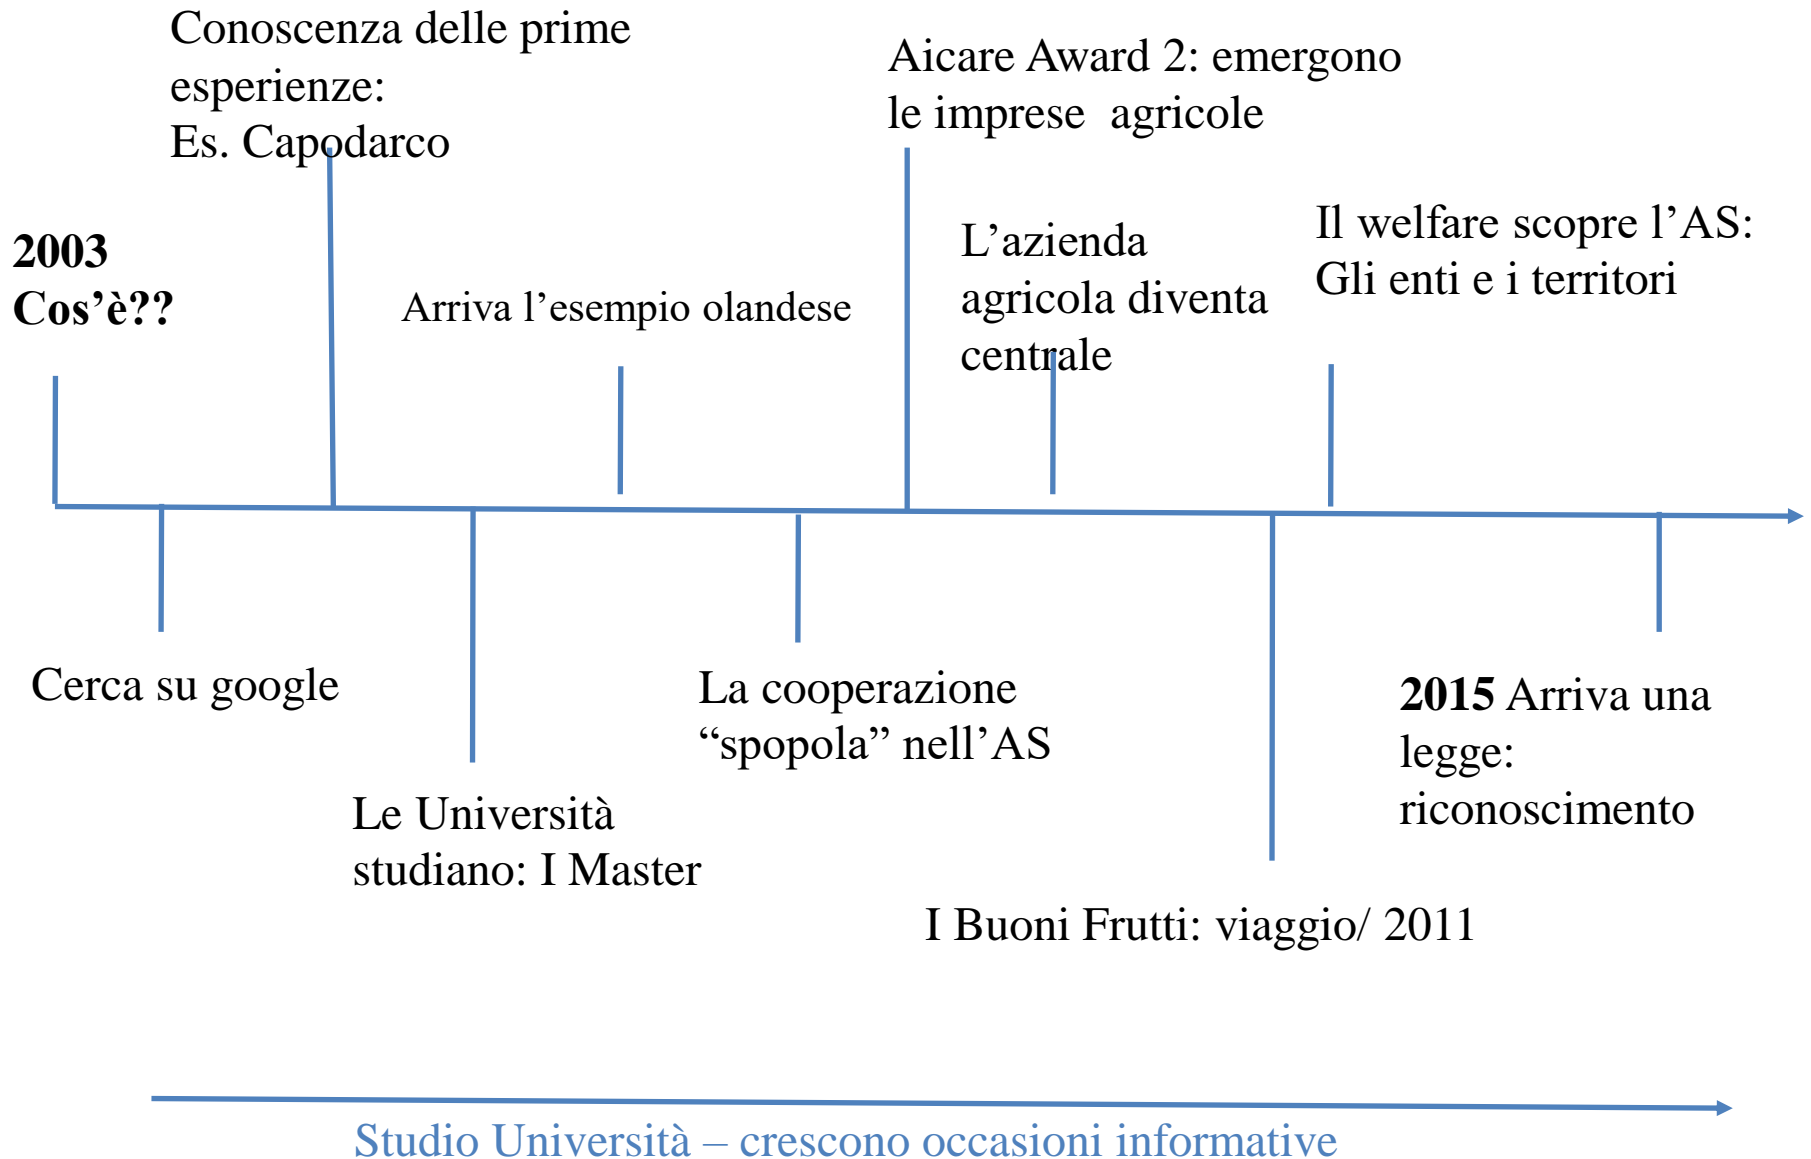 Conoscenza delle prime
esperienze:
Es. Capodarco
Aicare Award 2: emergono
le imprese  agricole
2003
Cos’è??
Arriva l’esempio olandese
L’azienda
agricola diventa
centrale
Il welfare scopre l’AS:
Gli enti e i territori
Cerca su google
Le Università
studiano: I Master
La cooperazione
“spopola” nell’AS
I Buoni Frutti: viaggio/ 2011
2015 Arriva una
legge:
riconoscimento
Studio Università – crescono occasioni informative